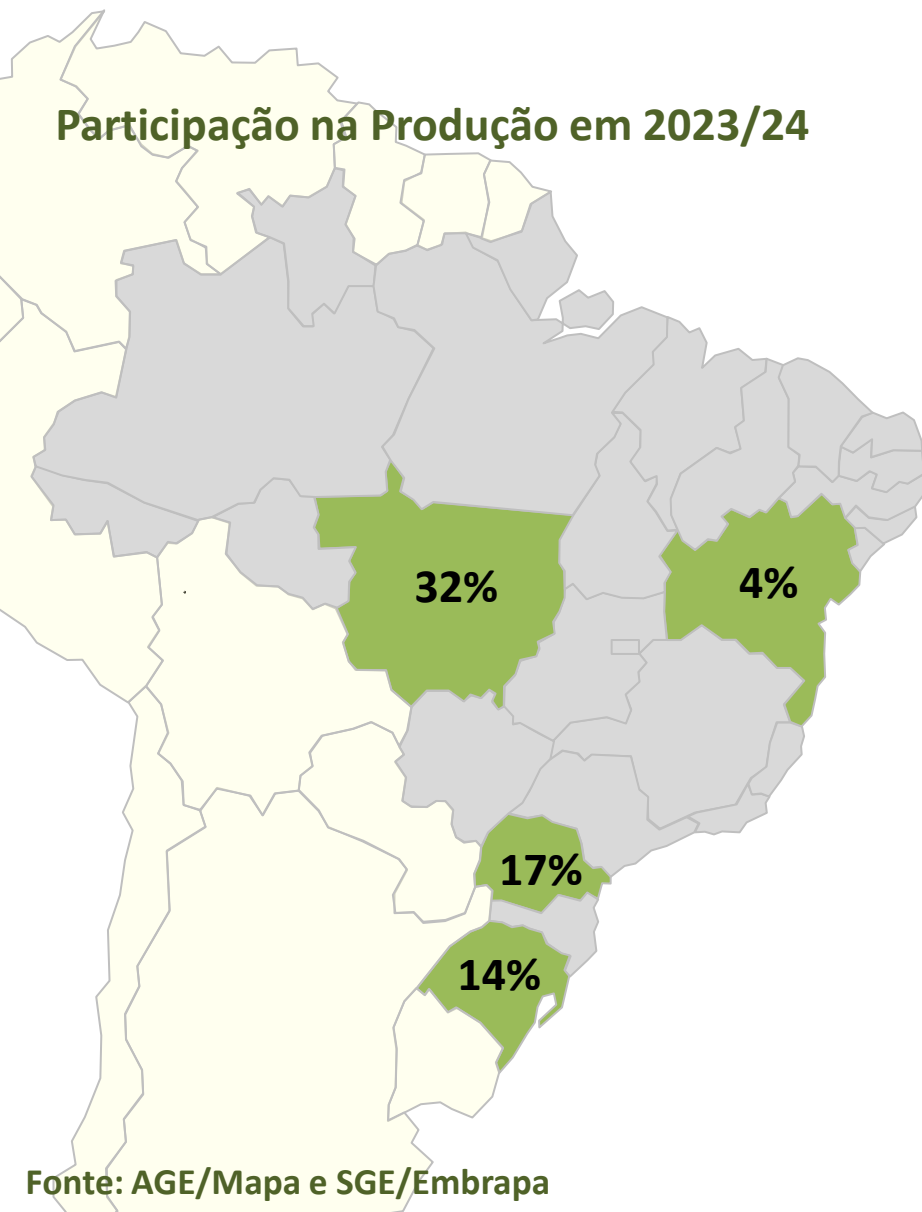 Participação na Produção em 2023/24
32%
4%
17%
14%
Fonte: AGE/Mapa e SGE/Embrapa